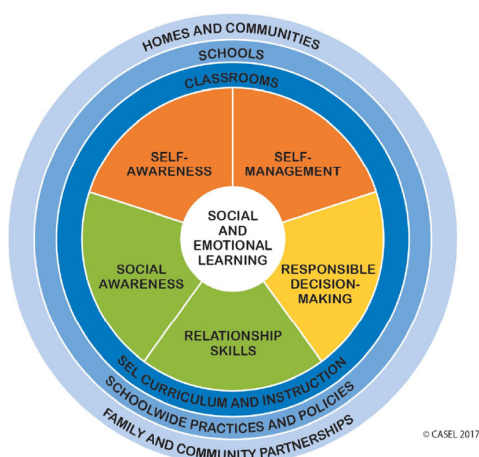 HOMES AND COMMUNITIES
SCHOOLS
CLASSROOMS
SELF-
AWARENESS
SELF-
MANAGEMENT
SOCIAL
AND
EMOTIONAL
LEARNING
SOCIAL
AWARENESS
RESPONSIBLE
DECISION-
MAKING
RELATIONSHIP
SKILLS
SEL CURRICULUM AND INSTRUCTION
SCHOOLWIDE PRACTICES AND POLICIES
FAMILY AND COMMUNITY PARTNERSHIPS
© CASEL 2017